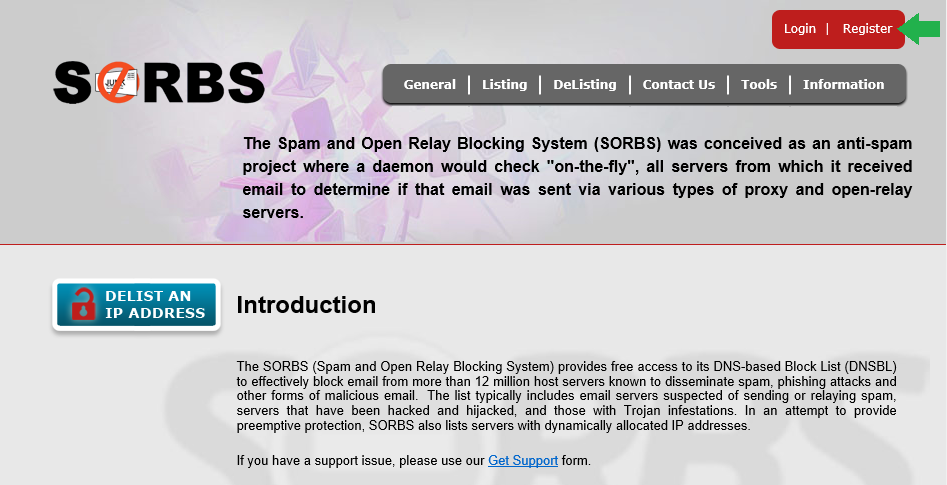 Login | Register
SORBS
JUNK
General | Listing | DeListing | Contact Us | Tools | Information
The Spam and Open Relay Blocking System (SORBS) was conceived as an anti-spam
project where a daemon would check "on-the-fly", all servers from which it received
email to determine if that email was sent via various types of proxy and open-relay
servers.
DELIST AN
IP ADDRESS
Introduction
The SORBS (Spam and Open Relay Blocking System) provides free access to its DNS-based Block List (DNSBL)
to effectively block email from more than 12 million host servers known to disseminate spam, phishing attacks and
other forms of malicious email. The list typically includes email servers suspected of sending or relaying spam,
servers that have been hacked and hijacked, and those with Trojan infestations. In an attempt to provide
preemptive protection, SORBS also lists servers with dynamically allocated IP addresses.
If you have a support issue, please use our Get Support form.